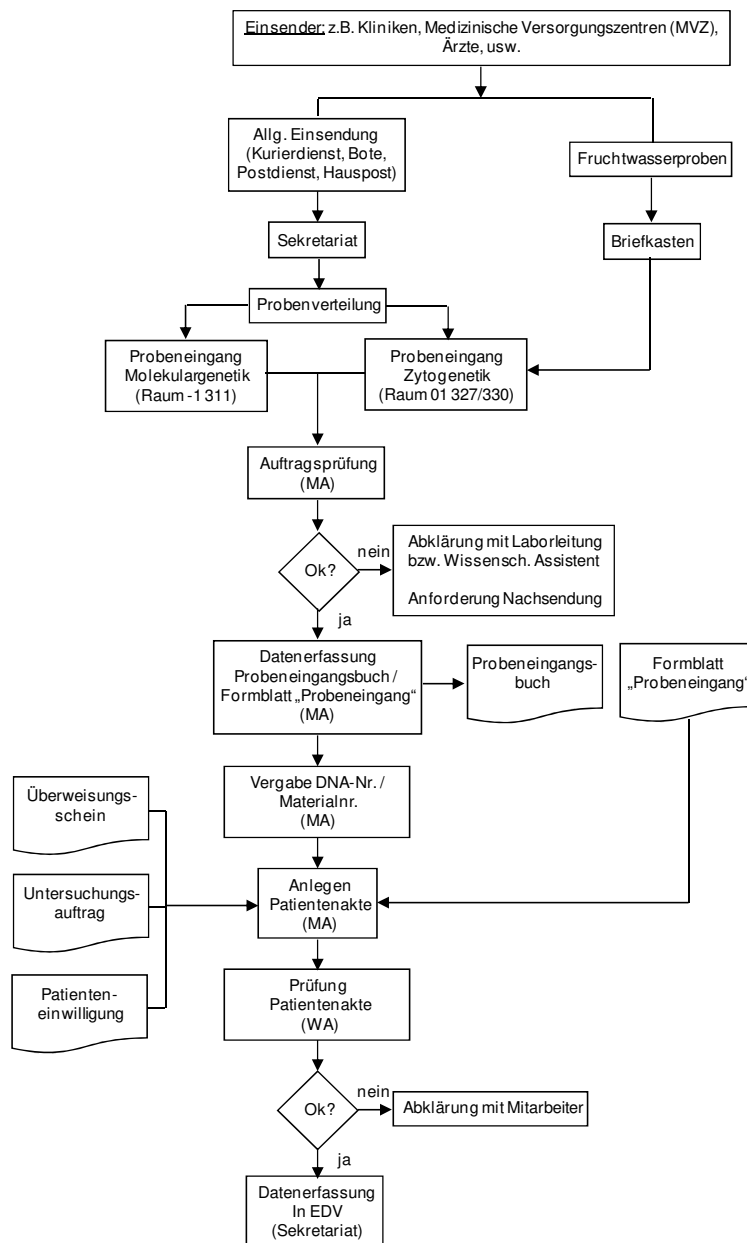 Einsender: z.B. Kliniken, Medizinische Versorgungszentren (MVZ),
Ärzte, usw.
Allg. Einsendung
(Kurierdienst, Bote,
Postdienst, Hauspost)
Fruchtwasserproben
Sekretariat
Briefkasten
Probenverteilung
Probeneingang
Molekulargenetik
(Raum -1 311)
Probeneingang
Zytogenetik
(Raum 01 327/330)
Auftragsprüfung
(MA)
Ok?
nein
Abklärung mit Laborleitung
bzw. Wissensch. Assistent
Anforderung Nachsendung
ja
Datenerfassung
Probeneingangsbuch /
Formblatt „Probeneingang“
(MA)
Probeneingangs-
buch
Formblatt
„Probeneingang“
Vergabe DNA-Nr. /
Materialnr.
(MA)
Überweisungs-
schein
Untersuchungs-
auftrag
Patienten-
einwilligung
Anlegen
Patientenakte
(MA)
Prüfung
Patientenakte
(WA)
Ok?
nein
Abklärung mit Mitarbeiter
ja
Datenerfassung
In EDV
(Sekretariat)